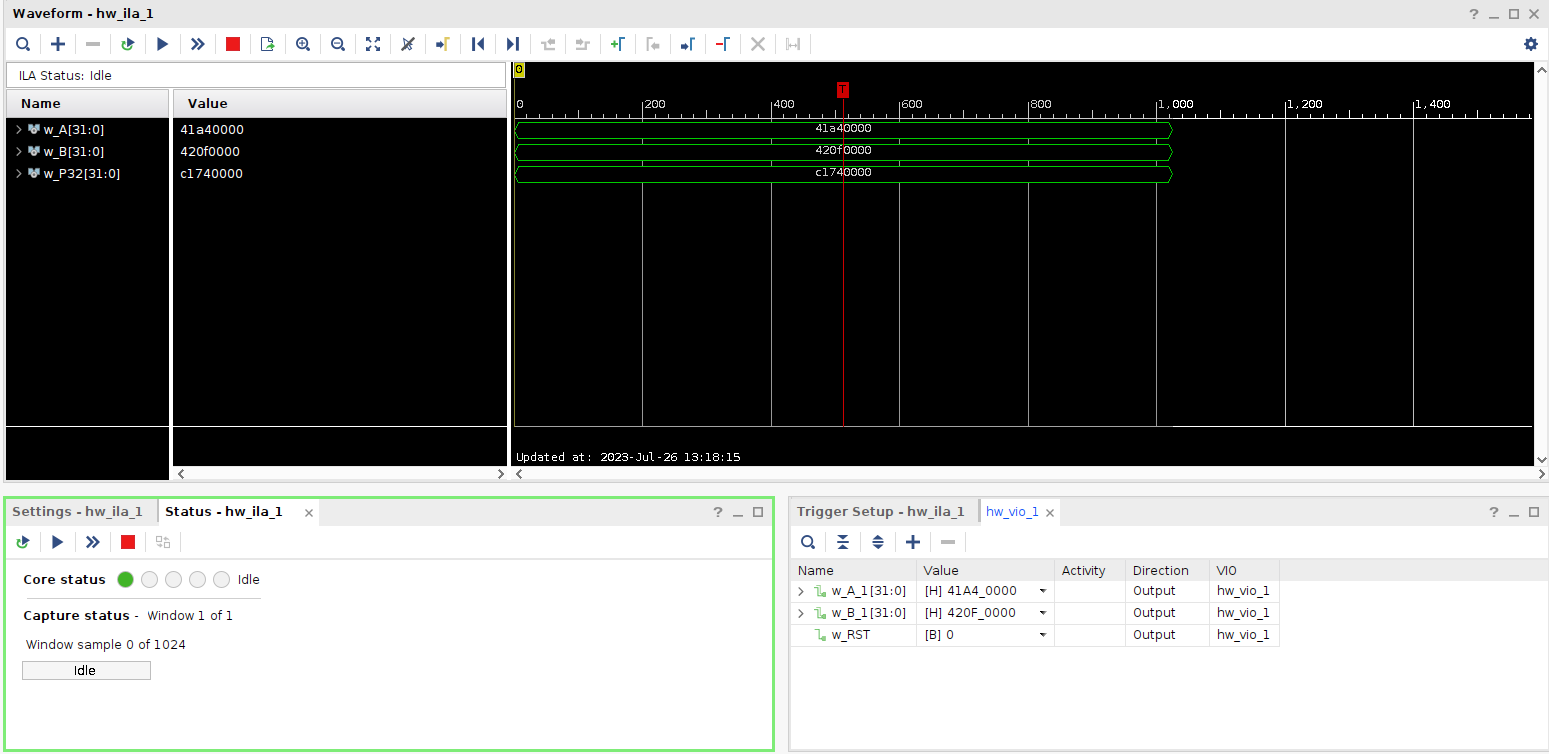 Waveform - hw_ila_1
?
ILA Status: Idle
Name Value
w_A[31:0] 41a40000
w_B[31:0] 420f0000
w_P32[31:0] c1740000
0
T
0 200 400 600 800 1,000 1,200 1,400
41a40000
420f0000
c1740000
Updated at: 2023-Jul-26 13:18:15
Settings - hw_ila_1 Status - hw_ila_1 ?
Core status Idle
Capture status - Window 1 of 1
Window sample 0 of 1024
Idle
Trigger Setup - hw_ila_1 hw_vio_1 ?
Name Value Activity Direction VIO
w_A_1[31:0] [H] 41A4_0000 Output hw_vio_1
w_B_1[31:0] [H] 420F_0000 Output hw_vio_1
w_RST [B] 0 Output hw_vio_1